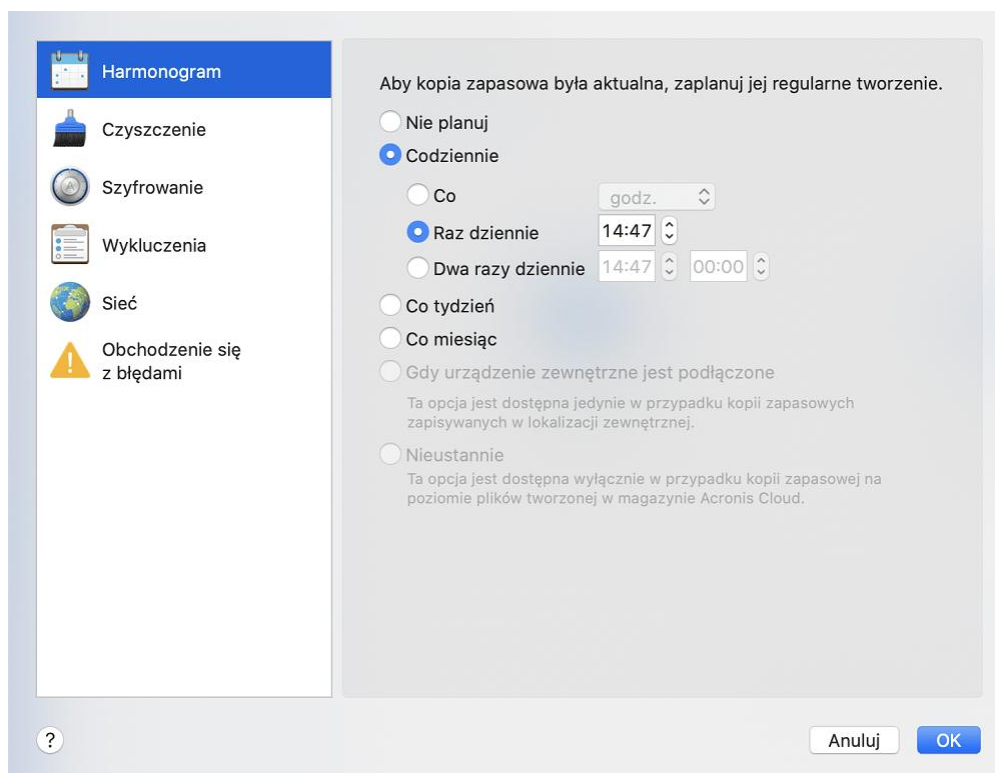 Harmonogram
Czyszczenie
Szyfrowanie
Wykluczenia
Sieć
Obchodzenie się
z błędami
Aby kopia zapasowa była aktualna, zaplanuj jej regularne tworzenie.
Nie planuj
Codziennie
Co godz.
Raz dziennie 14:47
Dwa razy dziennie 14:47 00:00
Co tydzień
Co miesiąc
Gdy urządzenie zewnętrzne jest podłączone
Ta opcja jest dostępna jedynie w przypadku kopii zapasowych
zapisywanych w lokalizacji zewnętrznej.
Nieustannie
Ta opcja jest dostępna wyłącznie w przypadku kopii zapasowej na
poziomie plików tworzonej w magazynie Acronis Cloud.
? Anuluj OK